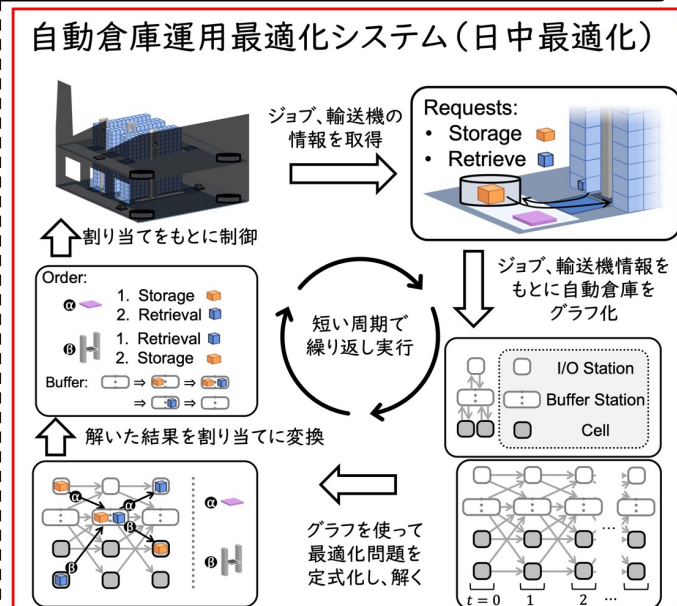 自動倉庫運用最適化システム(日中最適化)
ジョブ、輸送機の
情報を取得
Requests:
• Storage
• Retrieve
ジョブ、輸送機情報を
もとに自動倉庫を
グラフ化
I/O Station
Buffer Station
Cell
t = 0 1 2 …
…
グラフを使って
最適化問題を
定式化し、解く
α
β
α
α
β
β
解いた結果を割り当てに変換
Order:
α
1. Storage
2. Retrieval
β
1. Retrieval
2. Storage
Buffer: ⇒ ⇒
⇒ ⇒
割り当てをもとに制御
短い周期で
繰り返し実行